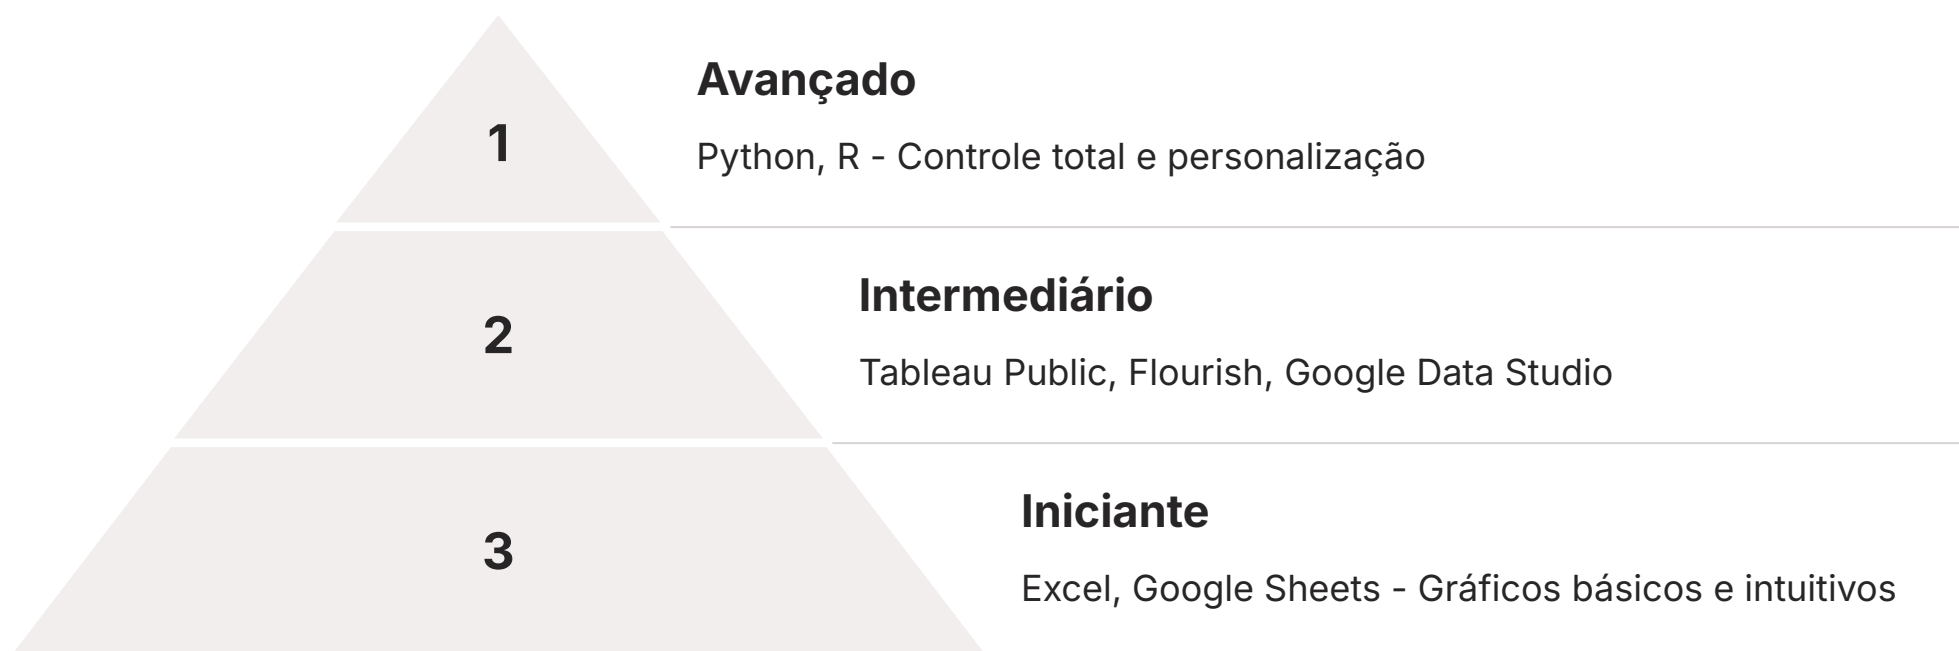 1
Avançado
Python, R - Controle total e personalização
2
Intermediário
Tableau Public, Flourish, Google Data Studio
3
Iniciante
Excel, Google Sheets - Gráficos básicos e intuitivos